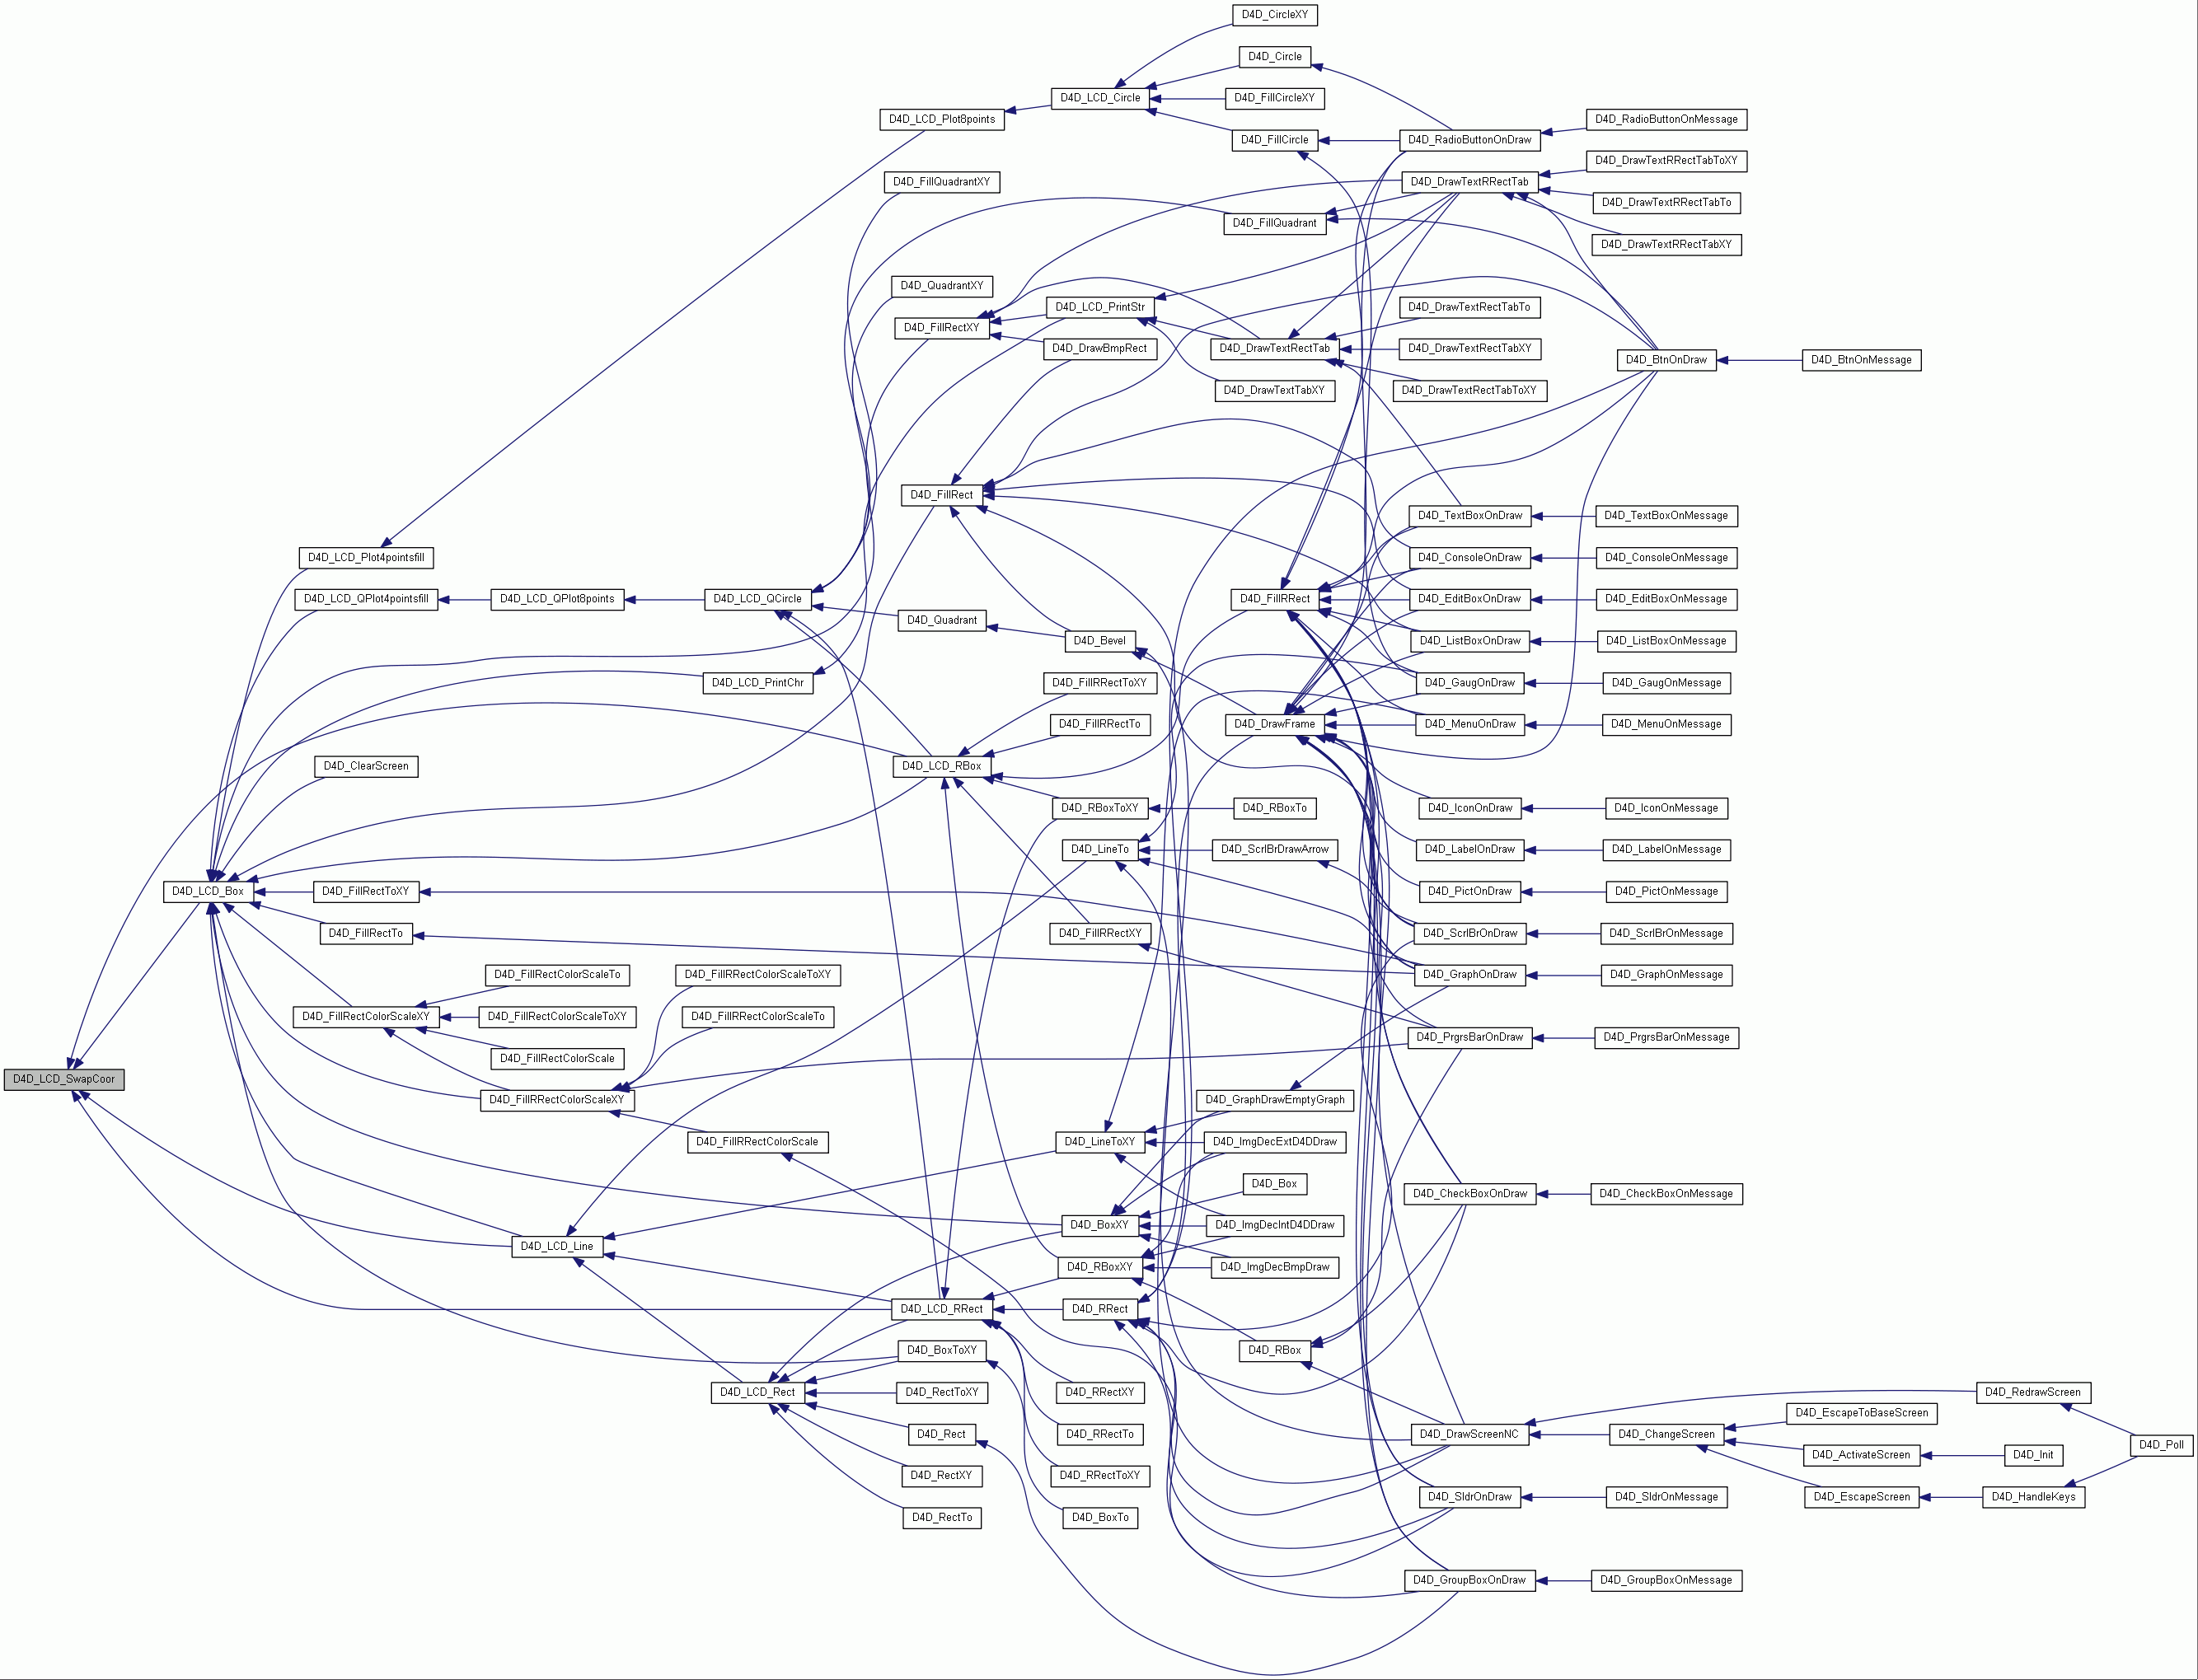 D4D_CircleXY
D4D_Circle
D4D_LCD_Circle
D4D_FillCircleXY
D4D_LCD_Plot8points
D4D_RadioButtonOnMessage
D4D_FillCircle
D4D_RadioButtonOnDraw
D4D_DrawTextRRectTabToXY
D4D_FillQuadrantXY
D4D_DrawTextRRectTab
D4D_DrawTextRRectTabTo
D4D_FillQuadrant
D4D_DrawTextRRectTabXY
D4D_QuadrantXY
D4D_LCD_PrintStr
D4D_DrawTextRectTabTo
D4D_FillRectXY
D4D_DrawBmpRect
D4D_DrawTextRectTab
D4D_DrawTextRectTabXY
D4D_BtnOnDraw
D4D_BtnOnMessage
D4D_DrawTextTabXY
D4D_DrawTextRectTabToXY
D4D_FillRect
D4D_TextBoxOnDraw
D4D_TextBoxOnMessage
D4D_LCD_Plot4pointsfill
D4D_ConsoleOnDraw
D4D_ConsoleOnMessage
D4D_LCD_QPlot4pointsfill
D4D_LCD_QPlot8points
D4D_LCD_QCircle
D4D_FillRRect
D4D_EditBoxOnDraw
D4D_EditBoxOnMessage
D4D_Quadrant
D4D_Bevel
D4D_ListBoxOnDraw
D4D_ListBoxOnMessage
D4D_LCD_PrintChr
D4D_FillRRectToXY
D4D_GaugOnDraw
D4D_GaugOnMessage
D4D_FillRRectTo
D4D_DrawFrame
D4D_MenuOnDraw
D4D_MenuOnMessage
D4D_ClearScreen
D4D_LCD_RBox
D4D_RBoxToXY
D4D_RBoxTo
D4D_IconOnDraw
D4D_IconOnMessage
D4D_LineTo
D4D_ScrlBrDrawArrow
D4D_LabelOnDraw
D4D_LabelOnMessage
D4D_LCD_Box
D4D_FillRectToXY
D4D_PictOnDraw
D4D_PictOnMessage
D4D_FillRectTo
D4D_FillRRectXY
D4D_ScrlBrOnDraw
D4D_ScrlBrOnMessage
D4D_FillRectColorScaleTo
D4D_FillRRectColorScaleToXY
D4D_GraphOnDraw
D4D_GraphOnMessage
D4D_FillRectColorScaleXY
D4D_FillRectColorScaleToXY
D4D_FillRRectColorScaleTo
D4D_PrgrsBarOnDraw
D4D_PrgrsBarOnMessage
D4D_FillRectColorScale
D4D_LCD_SwapCoor
D4D_FillRRectColorScaleXY
D4D_GraphDrawEmptyGraph
D4D_FillRRectColorScale
D4D_LineToXY
D4D_ImgDecExtD4DDraw
D4D_Box
D4D_CheckBoxOnDraw
D4D_CheckBoxOnMessage
D4D_BoxXY
D4D_ImgDecIntD4DDraw
D4D_LCD_Line
D4D_RBoxXY
D4D_ImgDecBmpDraw
D4D_LCD_RRect
D4D_RRect
D4D_BoxToXY
D4D_RBox
D4D_LCD_Rect
D4D_RectToXY
D4D_RRectXY
D4D_RedrawScreen
D4D_EscapeToBaseScreen
D4D_Rect
D4D_RRectTo
D4D_DrawScreenNC
D4D_ChangeScreen
D4D_Poll
D4D_ActivateScreen
D4D_Init
D4D_RectXY
D4D_RRectToXY
D4D_SldrOnDraw
D4D_SldrOnMessage
D4D_EscapeScreen
D4D_HandleKeys
D4D_RectTo
D4D_BoxTo
D4D_GroupBoxOnDraw
D4D_GroupBoxOnMessage